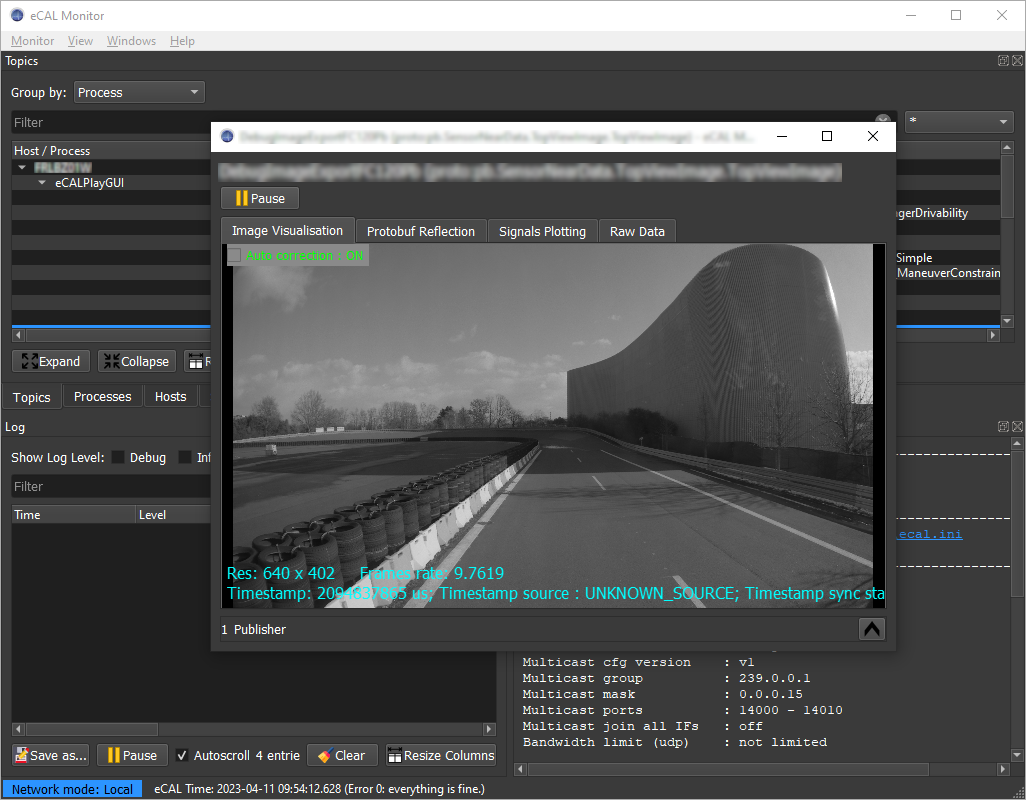 eCAL Monitor
Monitor View Windows Help
Topics
Group by: Process
Filter
*
Host / Process
eCALPlayGUI
gerDrivability
Simple
ManeuverConstrain
Pause
Image Visualisation Protobuf Reflection Signals Plotting Raw Data
Auto correction : ON
Res: 640 x 402 Frames rate: 9.7619
Timestamp: 2094837865 us; Timestamp source : UNKNOWN_SOURCE; Timestamp sync sta
1 Publisher
Expand Collapse R
Topics Processes Hosts
Log
Show Log Level: Debug Inf
Filter
Time Level
ecal.ini
Multicast cfg version : v1
Multicast group : 239.0.0.1
Multicast mask : 0.0.0.15
Multicast ports : 14000 - 14010
Multicast join all IFs : off
Bandwidth limit (udp) : not limited
Save as... Pause Autoscroll 4 entrie Clear Resize Columns
Network mode: Local eCAL Time: 2023-04-11 09:54:12.628 (Error 0: everything is fine.)